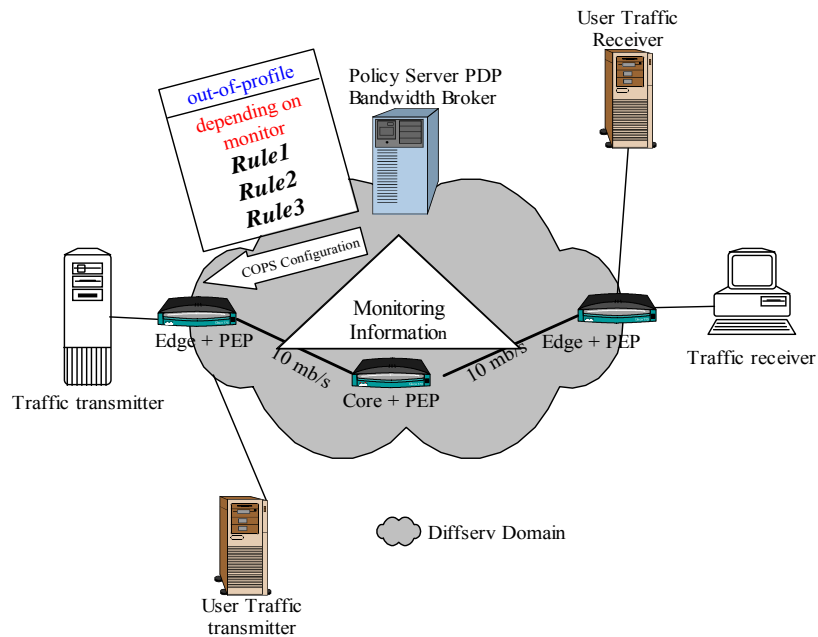 User Traffic
Receiver
Policy Server PDP
Bandwidth Broker
out-of-profile
depending on
monitor
Rule1
Rule2
Rule3
COPS Configuration
Monitoring
Information
Edge + PEP
Edge + PEP
10 mb/s
10 mb/s
Core + PEP
Traffic transmitter
Traffic receiver
Diffserv Domain
User Traffic
transmitter